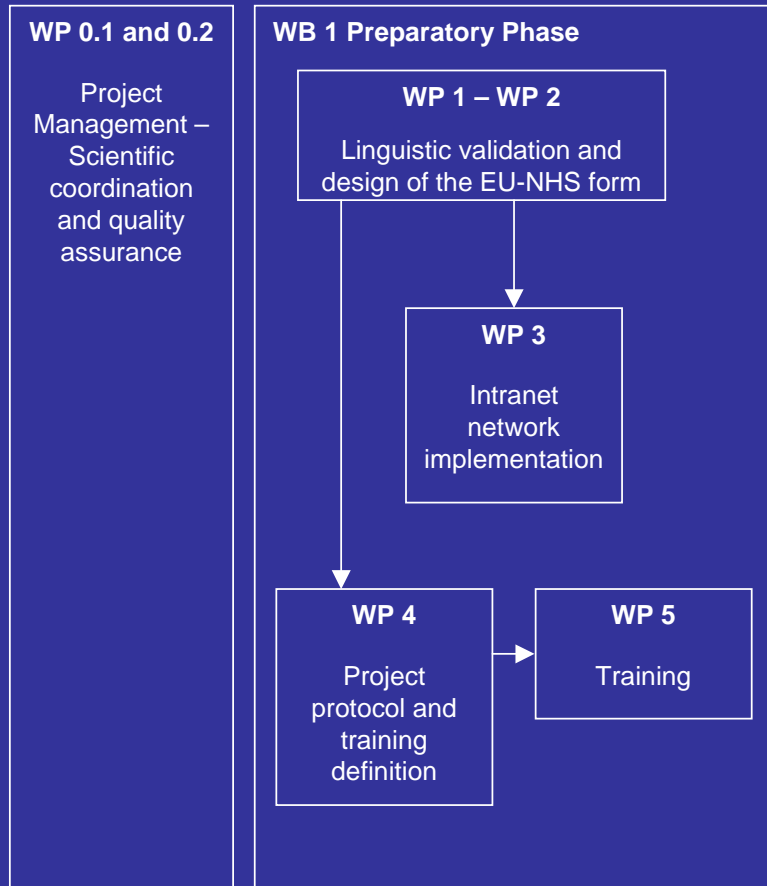 WP 0.1 and 0.2
Project
Management –
Scientific
coordination
and quality
assurance
WB 1 Preparatory Phase
WP 1 – WP 2
Linguistic validation and
design of the EU-NHS form
WP 3
Intranet
network
implementation
WP 4
Project
protocol and
training
definition
WP 5
Training